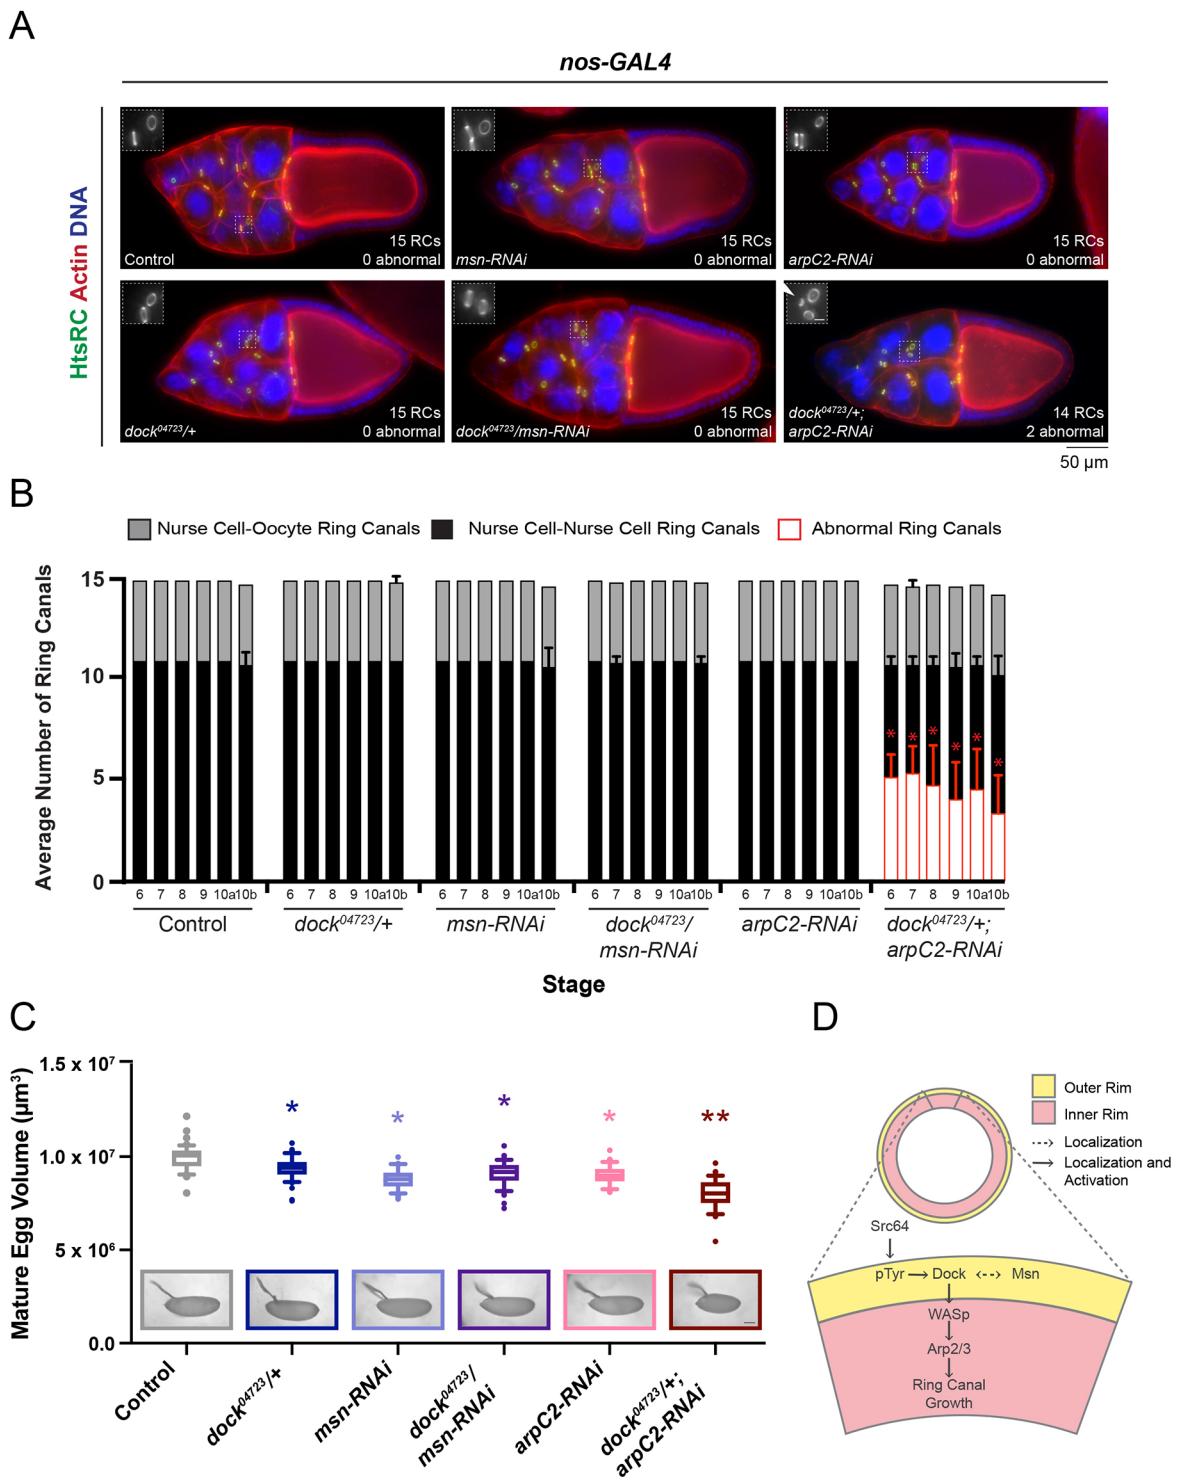 A
nos-GAL4
HtsRC Actin DNA
Control
15 RCs
0 abnormal
msn-RNAi
15 RCs
0 abnormal
arpC2-RNAi
15 RCs
0 abnormal
dock04723/+
15 RCs
0 abnormal
dock04723/msn-RNAi
15 RCs
0 abnormal
dock04723/+;
arpC2-RNAi
14 RCs
2 abnormal
50 µm
B
Nurse Cell-Oocyte Ring Canals
Nurse Cell-Nurse Cell Ring Canals
Abnormal Ring Canals
Average Number of Ring Canals
15
10
5
0
* * * * * *
6 7 8 9 10a 10b
6 7 8 9 10a 10b
6 7 8 9 10a 10b
6 7 8 9 10a 10b
6 7 8 9 10a 10b
6 7 8 9 10a 10b
Control
dock04723/+
msn-RNAi
dock04723/
msn-RNAi
arpC2-RNAi
dock04723/+;
arpC2-RNAi
Stage
C
Mature Egg Volume (µm³)
1.5 x 10⁷
1.0 x 10⁷
5 x 10⁶
0.0
* * * * **
Control
dock04723/+
msn-RNAi
dock04723/
msn-RNAi
arpC2-RNAi
dock04723/+;
arpC2-RNAi
D
Outer Rim
Inner Rim
Localization
Localization and
Activation
Src64
pTyr
Dock
Msn
WASp
Arp2/3
Ring Canal
Growth